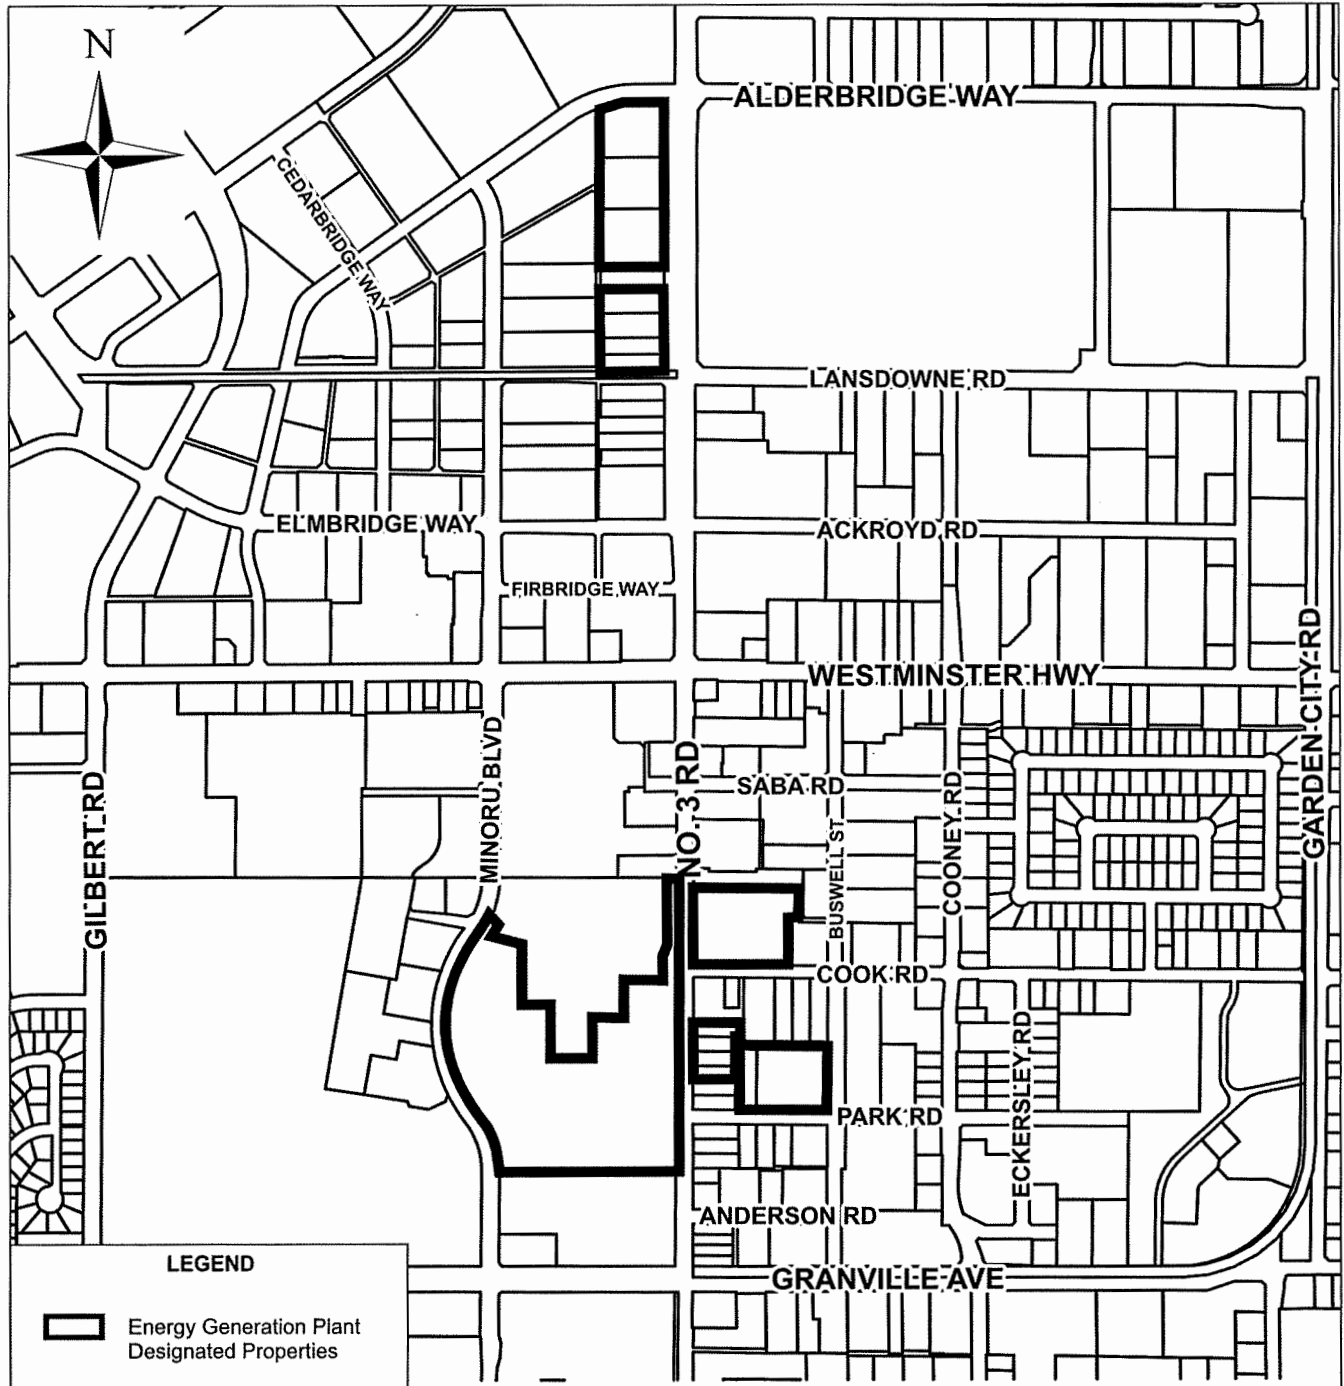 N
ALDERBRIDGE WAY
CEDARBRIDGE WAY
LANSDOWNE RD
ELMBRIDGE WAY
ACKROYD RD
FIRBRIDGE WAY
WESTMINSTER HWY
GARDEN CITY RD
MINORU BLVD
NO. 3 RD
SABA RD
GILBERT RD
COONEY RD
BUSWELL ST
COOK RD
ECKERSLEY RD
PARK RD
ANDERSON RD
GRANVILLE AVE
LEGEND
Energy Generation Plant
Designated Properties